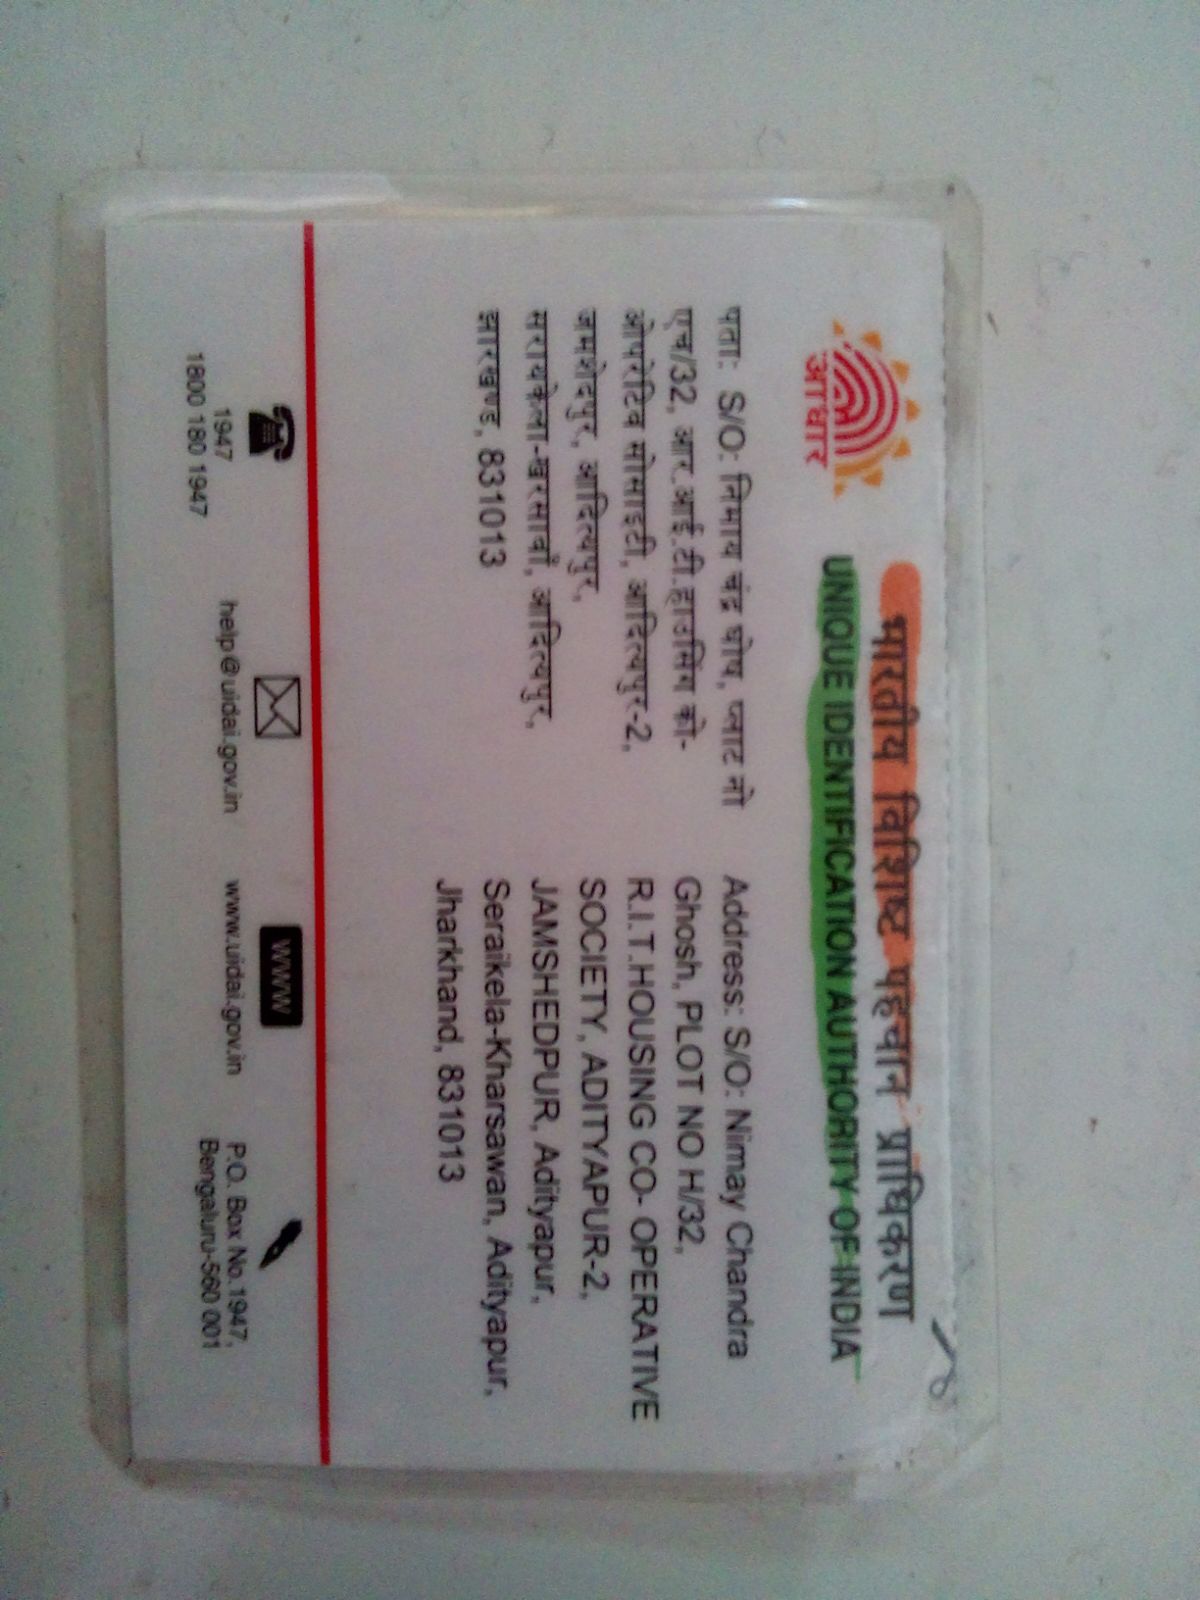 भारतीय विशिष्ट पहचान प्राधिकरण
UNIQUE IDENTIFICATION AUTHORITY OF INDIA
आधार
पता: S/O: निमाय चंद्र घोष, प्लाट नो
एच/32, आर.आई.टी.हाउसिंग को-
ओपरेटिव सोसाइटी, आदित्यपुर-2,
जमशेदपुर, आदित्यपुर,
सरायकेला-खरसावाँ, आदित्यपुर,
झारखण्ड, 831013
Address: S/O: Nimay Chandra
Ghosh, PLOT NO H/32,
R.I.T.HOUSING CO- OPERATIVE
SOCIETY, ADITYAPUR-2,
JAMSHEDPUR, Adityapur,
Seraikela-Kharsawan, Adityapur,
Jharkhand, 831013
1947
1800 180 1947
help@uidai.gov.in
WWW
www.uidai.gov.in
P.O. Box No.1947,
Bengaluru-560 001